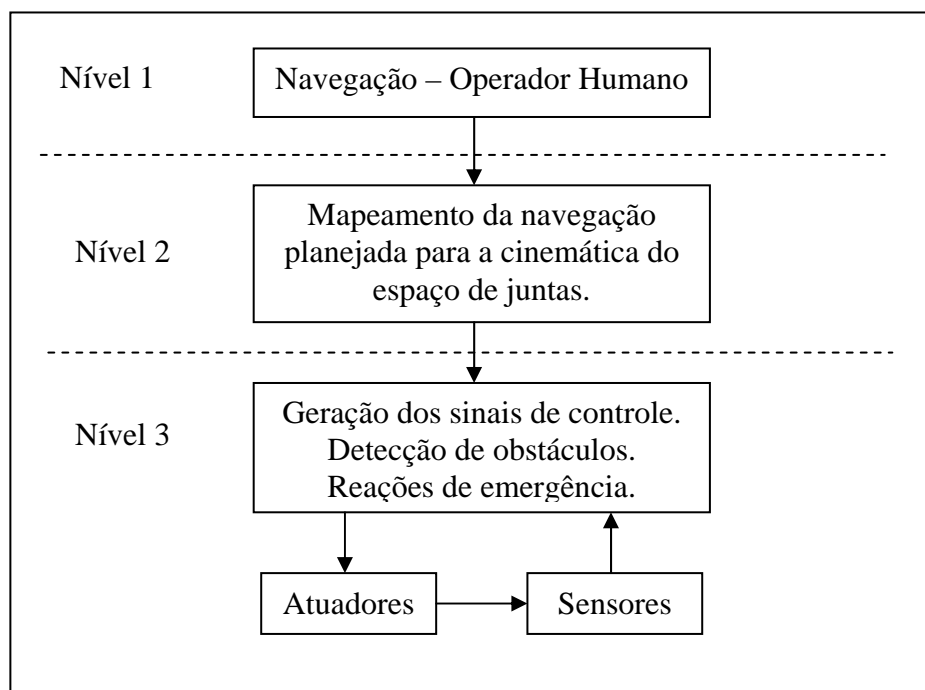 Nível 1
Navegação – Operador Humano
Nível 2
Mapeamento da navegação
planejada para a cinemática do
espaço de juntas.
Nível 3
Geração dos sinais de controle.
Detecção de obstáculos.
Reações de emergência.
Atuadores
Sensores